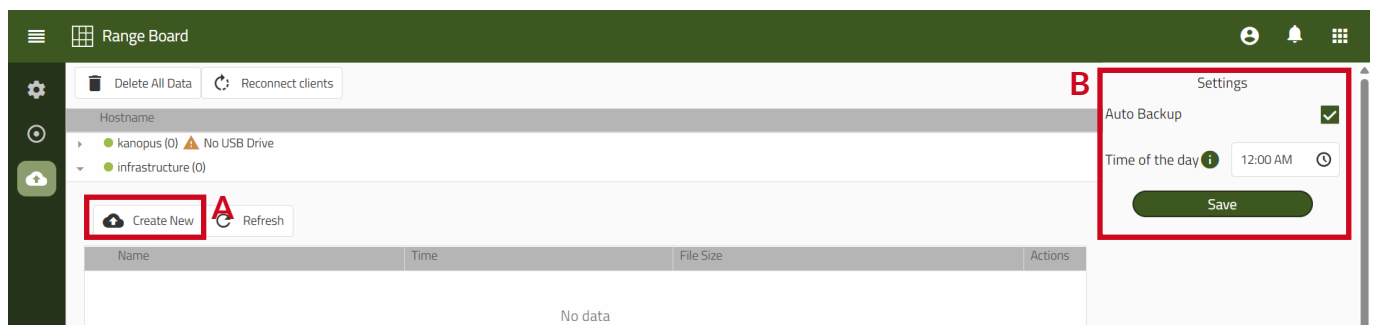 Range Board
Delete All Data Reconnect clients
B
Settings
Hostname
Auto Backup
kanopus (0) No USB Drive
infrastructure (0)
Time of the day i 12:00 AM
Save
A
Create New Refresh
Name Time File Size Actions
No data